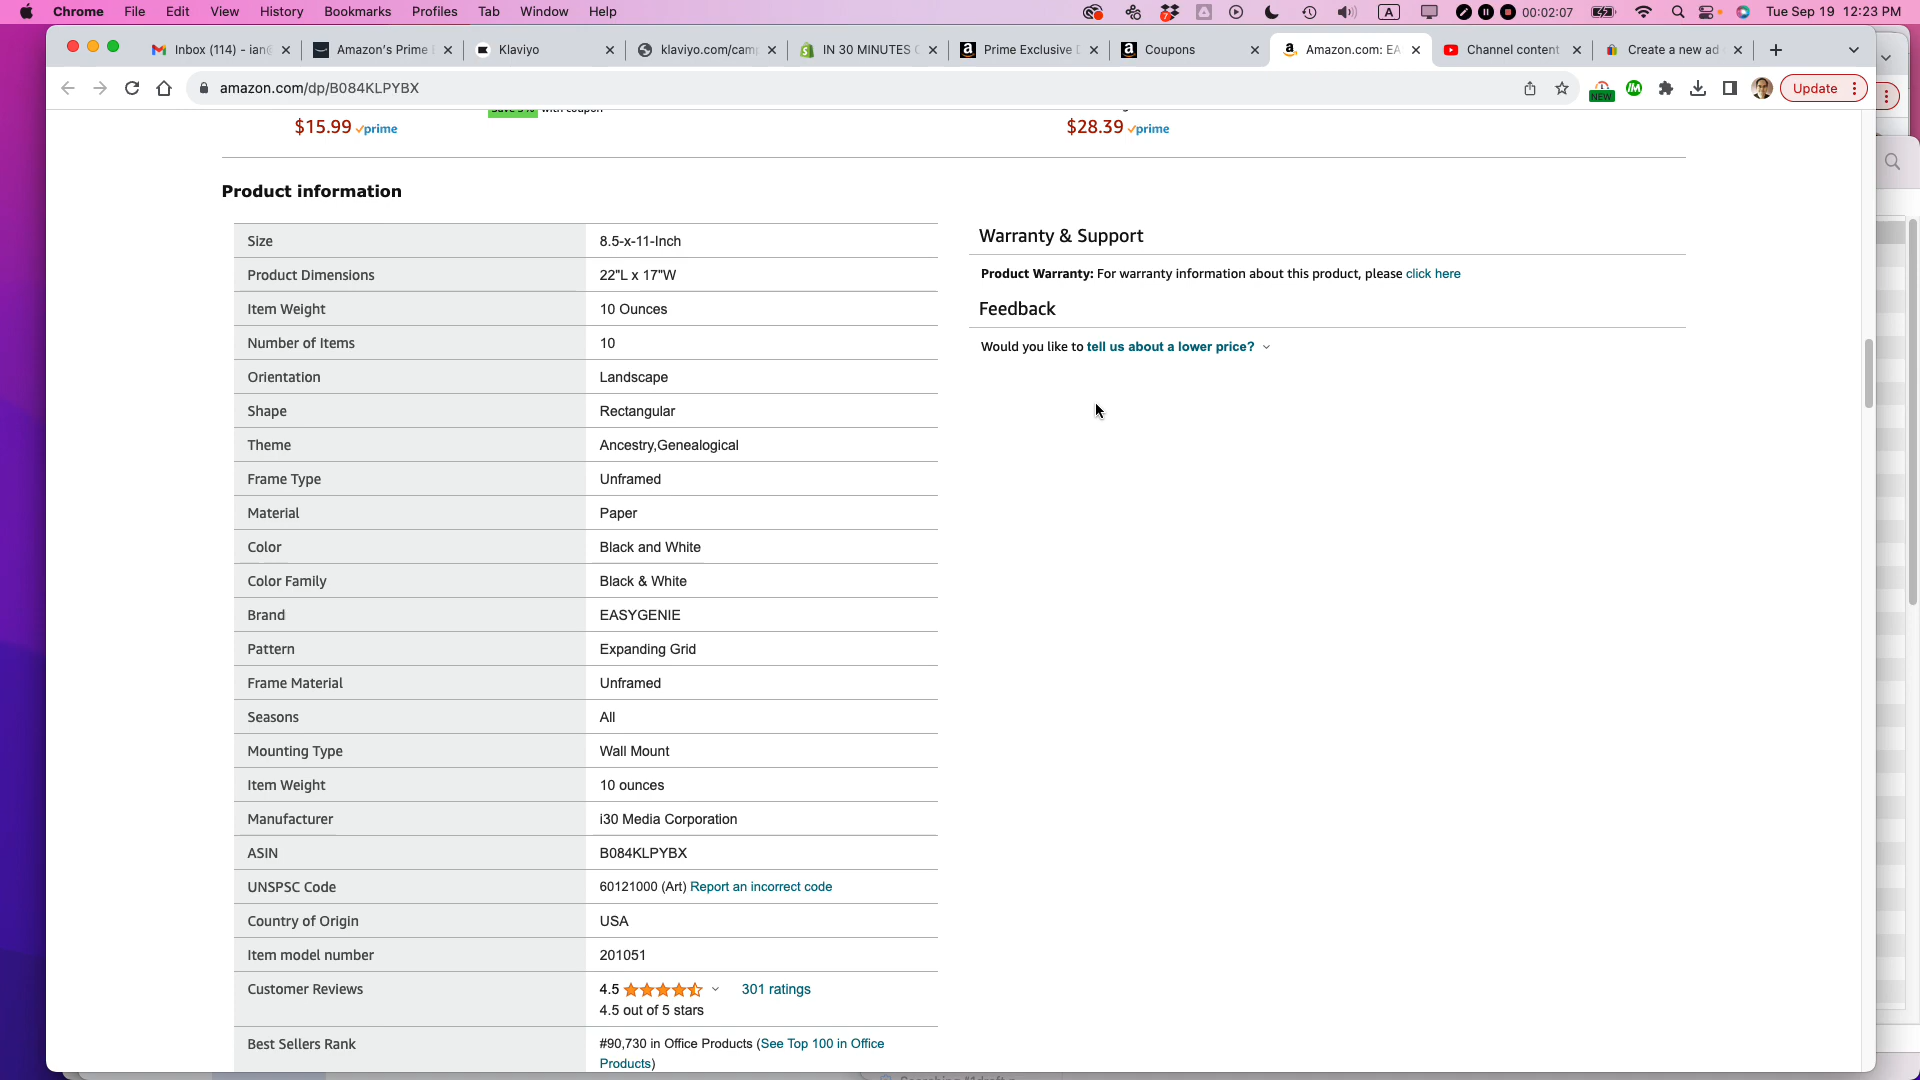 Chrome File Edit View History Bookmarks Profiles Tab Window Help 00:02:07 Tue Sep 19 12:23 PM
Inbox (114) - ian@ Amazon's Prime Klaviyo klaviyo.com/cam IN 30 MINUTES Prime Exclusive Coupons Amazon.com: EA Channel content Create a new ad
amazon.com/dp/B084KLPYBX NEW Update
with coupon
$15.99 prime $28.39 prime
Product information
Size 8.5-x-11-Inch
Product Dimensions 22"L x 17"W
Item Weight 10 Ounces
Number of Items 10
Orientation Landscape
Shape Rectangular
Theme Ancestry,Genealogical
Frame Type Unframed
Material Paper
Color Black and White
Color Family Black & White
Brand EASYGENIE
Pattern Expanding Grid
Frame Material Unframed
Seasons All
Mounting Type Wall Mount
Item Weight 10 ounces
Manufacturer i30 Media Corporation
ASIN B084KLPYBX
UNSPSC Code 60121000 (Art) Report an incorrect code
Country of Origin USA
Item model number 201051
Customer Reviews 4.5 301 ratings
4.5 out of 5 stars
Best Sellers Rank #90,730 in Office Products (See Top 100 in Office
Products)
Warranty & Support
Product Warranty: For warranty information about this product, please click here
Feedback
Would you like to tell us about a lower price?